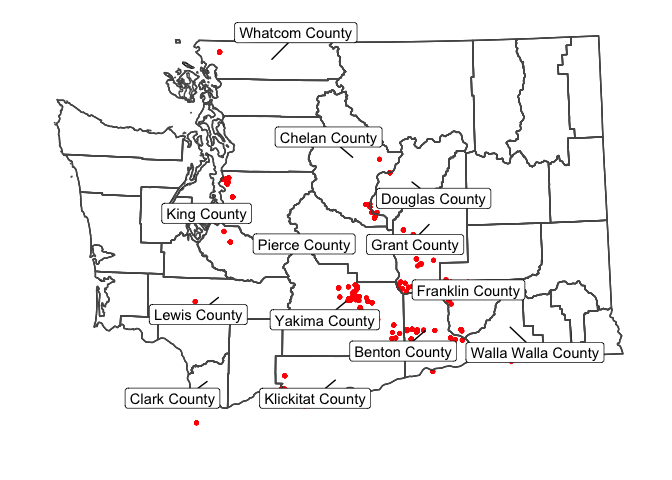 Whatcom County
Chelan County
Douglas County
King County
Pierce County
Grant County
Franklin County
Lewis County
Yakima County
Benton County
Walla Walla County
Clark County
Klickitat County